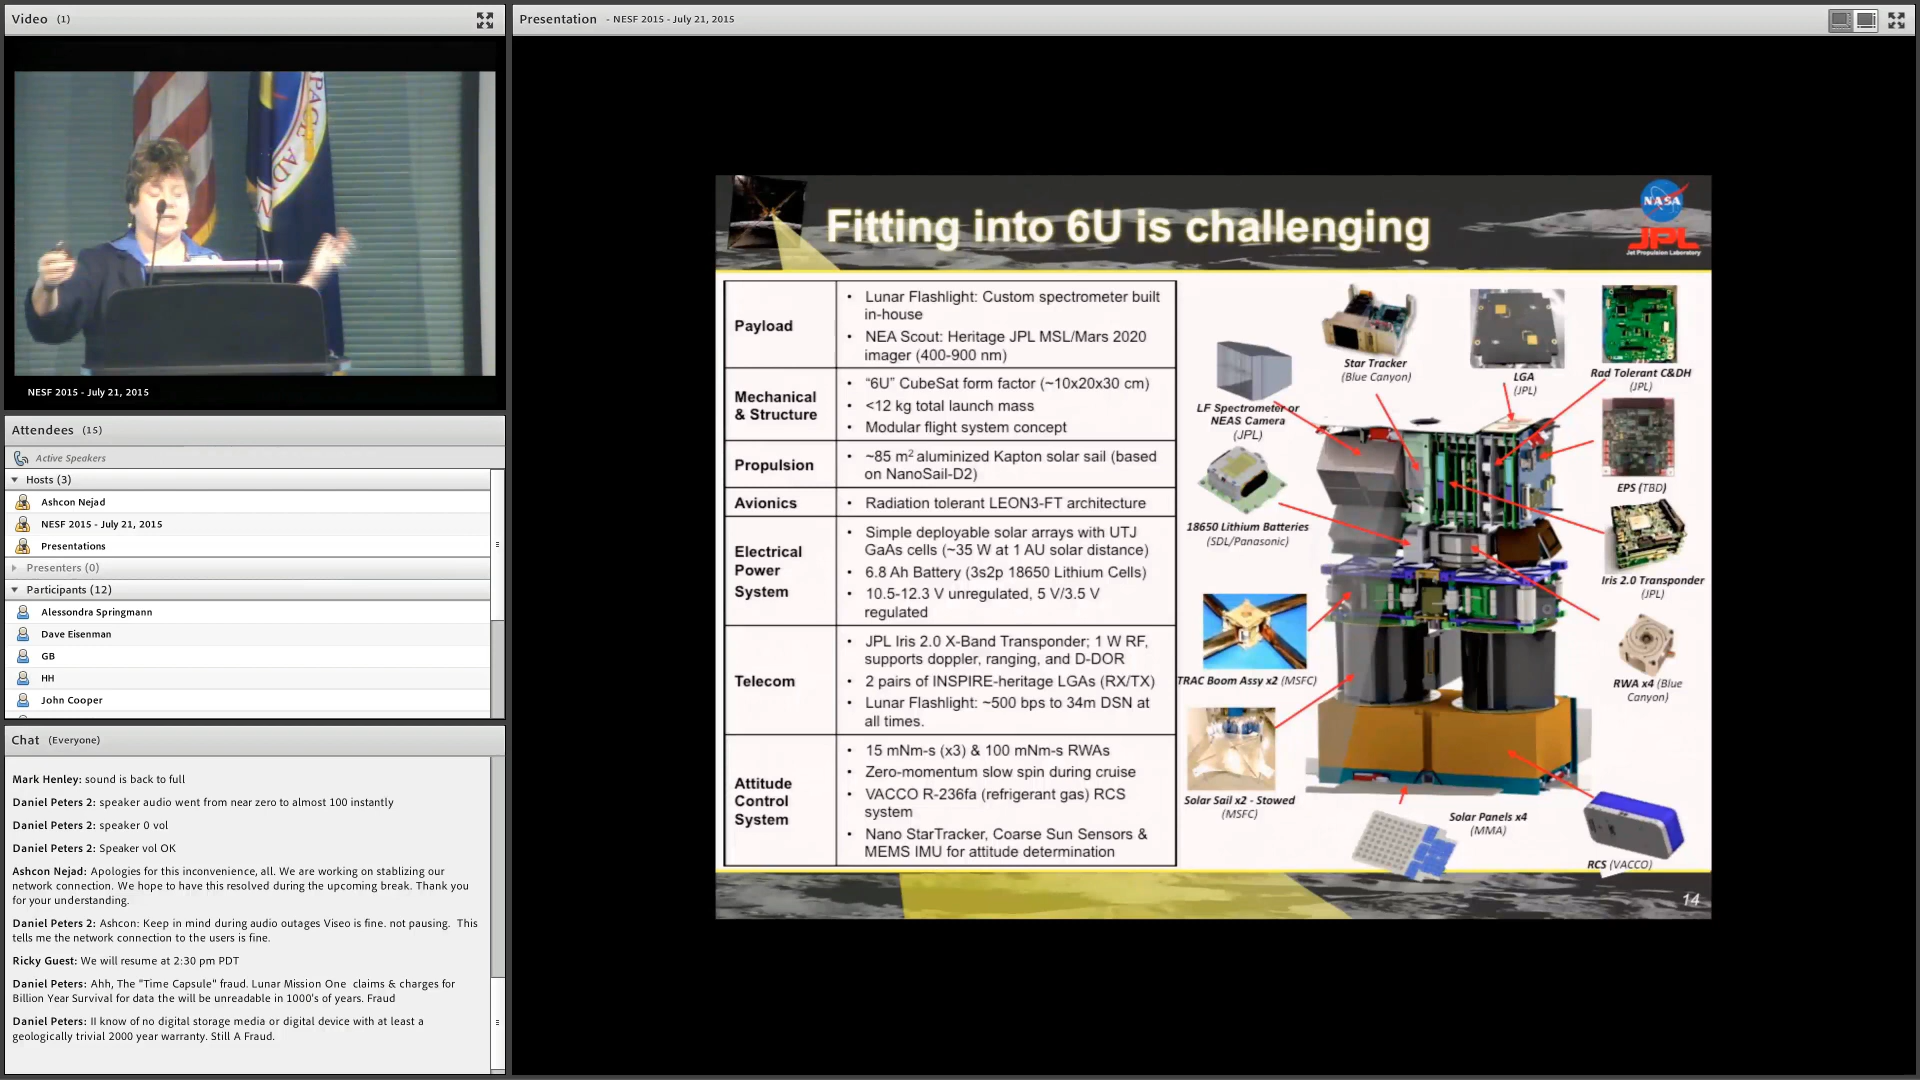 Video (1)
SPACE ADMI
NESF 2015 - July 21, 2015
Attendees (15)
Active Speakers
Hosts (3)
Ashcon Nejad
NESF 2015 - July 21, 2015
Presentations
Presenters (0)
Participants (12)
Alessondra Springmann
Dave Eisenman
GB
HH
John Cooper
Chat (Everyone)
Mark Henley: sound is back to full
Daniel Peters 2: speaker audio went from near zero to almost 100 instantly
Daniel Peters 2: speaker 0 vol
Daniel Peters 2: Speaker vol OK
Ashcon Nejad: Apologies for this inconvenience, all. We are working on stablizing our
network connection. We hope to have this resolved during the upcoming break. Thank you
for your understanding.
Daniel Peters 2: Ashcon: Keep in mind during audio outages Viseo is fine. not pausing. This
tells me the network connection to the users is fine.
Ricky Guest: We will resume at 2:30 pm PDT
Daniel Peters: Ahh, The "Time Capsule" fraud. Lunar Mission One claims & charges for
Billion Year Survival for data the will be unreadable in 1000's of years. Fraud
Daniel Peters: II know of no digital storage media or digital device with at least a
geologically trivial 2000 year warranty. Still A Fraud.
Presentation - NESF 2015 - July 21, 2015
Fitting into 6U is challenging
NASA
JPL
Jet Propulsion Laboratory
Payload
• Lunar Flashlight: Custom spectrometer built
in-house
• NEA Scout: Heritage JPL MSL/Mars 2020
imager (400-900 nm)
Mechanical
& Structure
• “6U” CubeSat form factor (~10x20x30 cm)
• <12 kg total launch mass
• Modular flight system concept
Propulsion
• ~85 m2 aluminized Kapton solar sail (based
on NanoSail-D2)
Avionics
• Radiation tolerant LEON3-FT architecture
Electrical
Power
System
• Simple deployable solar arrays with UTJ
GaAs cells (~35 W at 1 AU solar distance)
• 6.8 Ah Battery (3s2p 18650 Lithium Cells)
• 10.5-12.3 V unregulated, 5 V/3.5 V
regulated
Telecom
• JPL Iris 2.0 X-Band Transponder; 1 W RF,
supports doppler, ranging, and D-DOR
• 2 pairs of INSPIRE-heritage LGAs (RX/TX)
• Lunar Flashlight: ~500 bps to 34m DSN at
all times.
Attitude
Control
System
• 15 mNm-s (x3) & 100 mNm-s RWAs
• Zero-momentum slow spin during cruise
• VACCO R-236fa (refrigerant gas) RCS
system
• Nano StarTracker, Coarse Sun Sensors &
MEMS IMU for attitude determination
Star Tracker
(Blue Canyon)
LGA
(JPL)
Rad Tolerant C&DH
(JPL)
LF Spectrometer or
NEAS Camera
(JPL)
EPS (TBD)
18650 Lithium Batteries
(SDL/Panasonic)
Iris 2.0 Transponder
(JPL)
TRAC Boom Assy x2 (MSFC)
RWA x4 (Blue
Canyon)
Solar Sail x2 - Stowed
(MSFC)
Solar Panels x4
(MMA)
RCS (VACCO)
14